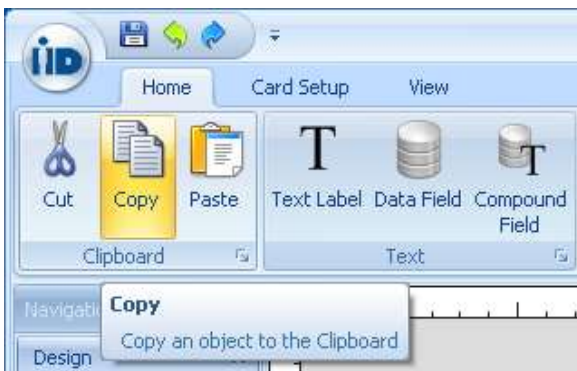 iiD
Home Card Setup View
T T
Cut Copy Paste Text Label Data Field Compound
Field
Clipboard Text
Copy
Copy an object to the Clipboard
Design